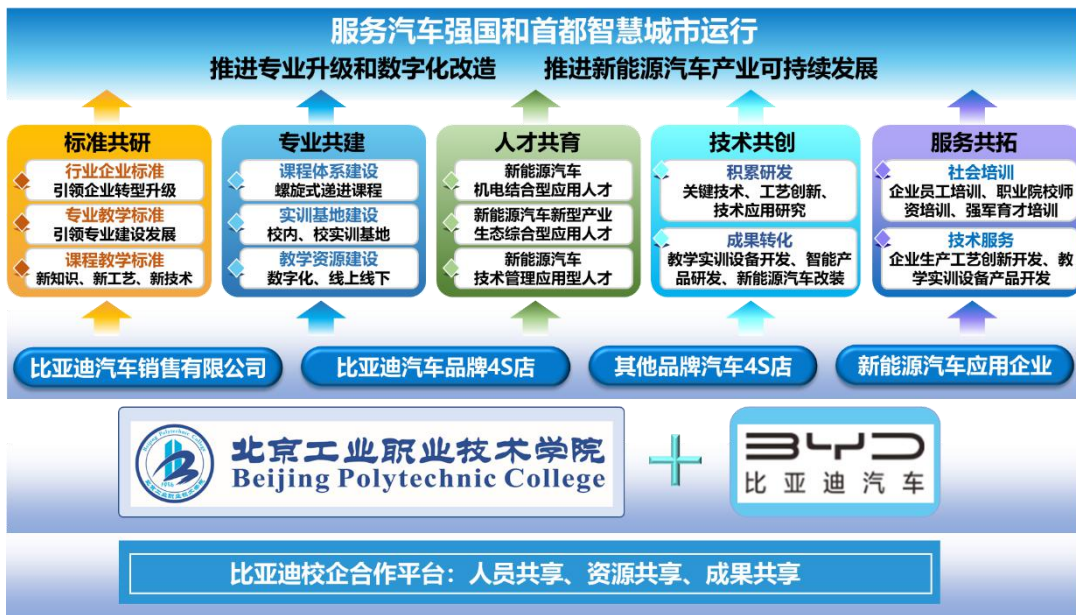 服务汽车强国和首都智慧城市运行
推进专业升级和数字化改造 推进新能源汽车产业可持续发展
标准共研
行业企业标准
引领企业转型升级
专业教学标准
引领专业建设发展
课程教学标准
新知识、新工艺、新技术
专业共建
课程体系建设
螺旋式递进课程
实训基地建设
校内、校实训基地
教学资源建设
数字化、线上线下
人才共育
新能源汽车
机电结合型应用人才
新能源汽车新型产业
生态综合型应用人才
新能源汽车
技术管理应用型人才
技术共创
积累研发
关键技术、工艺创新、
技术应用研究
成果转化
教学实训设备开发、智能产
品研发、新能源汽车改装
服务共拓
社会培训
企业员工培训、职业院校师
资培训、强军育才培训
技术服务
企业生产工艺创新开发、教
学实训设备产品开发
比亚迪汽车销售有限公司
比亚迪汽车品牌4S店
其他品牌汽车4S店
新能源汽车应用企业
北京工业职业技术学院
Beijing Polytechnic College
BYD
比亚迪汽车
比亚迪校企合作平台：人员共享、资源共享、成果共享